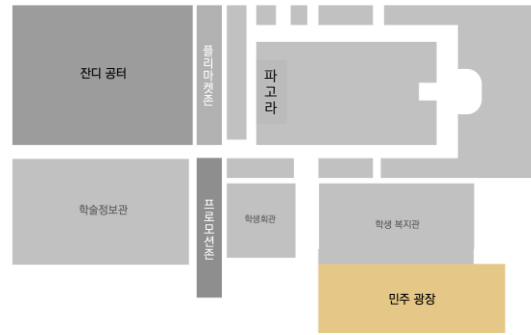 잔디 공터
플리마켓존
파고라
학술정보관
프로모션존
학생회관
학생 복지관
민주 광장